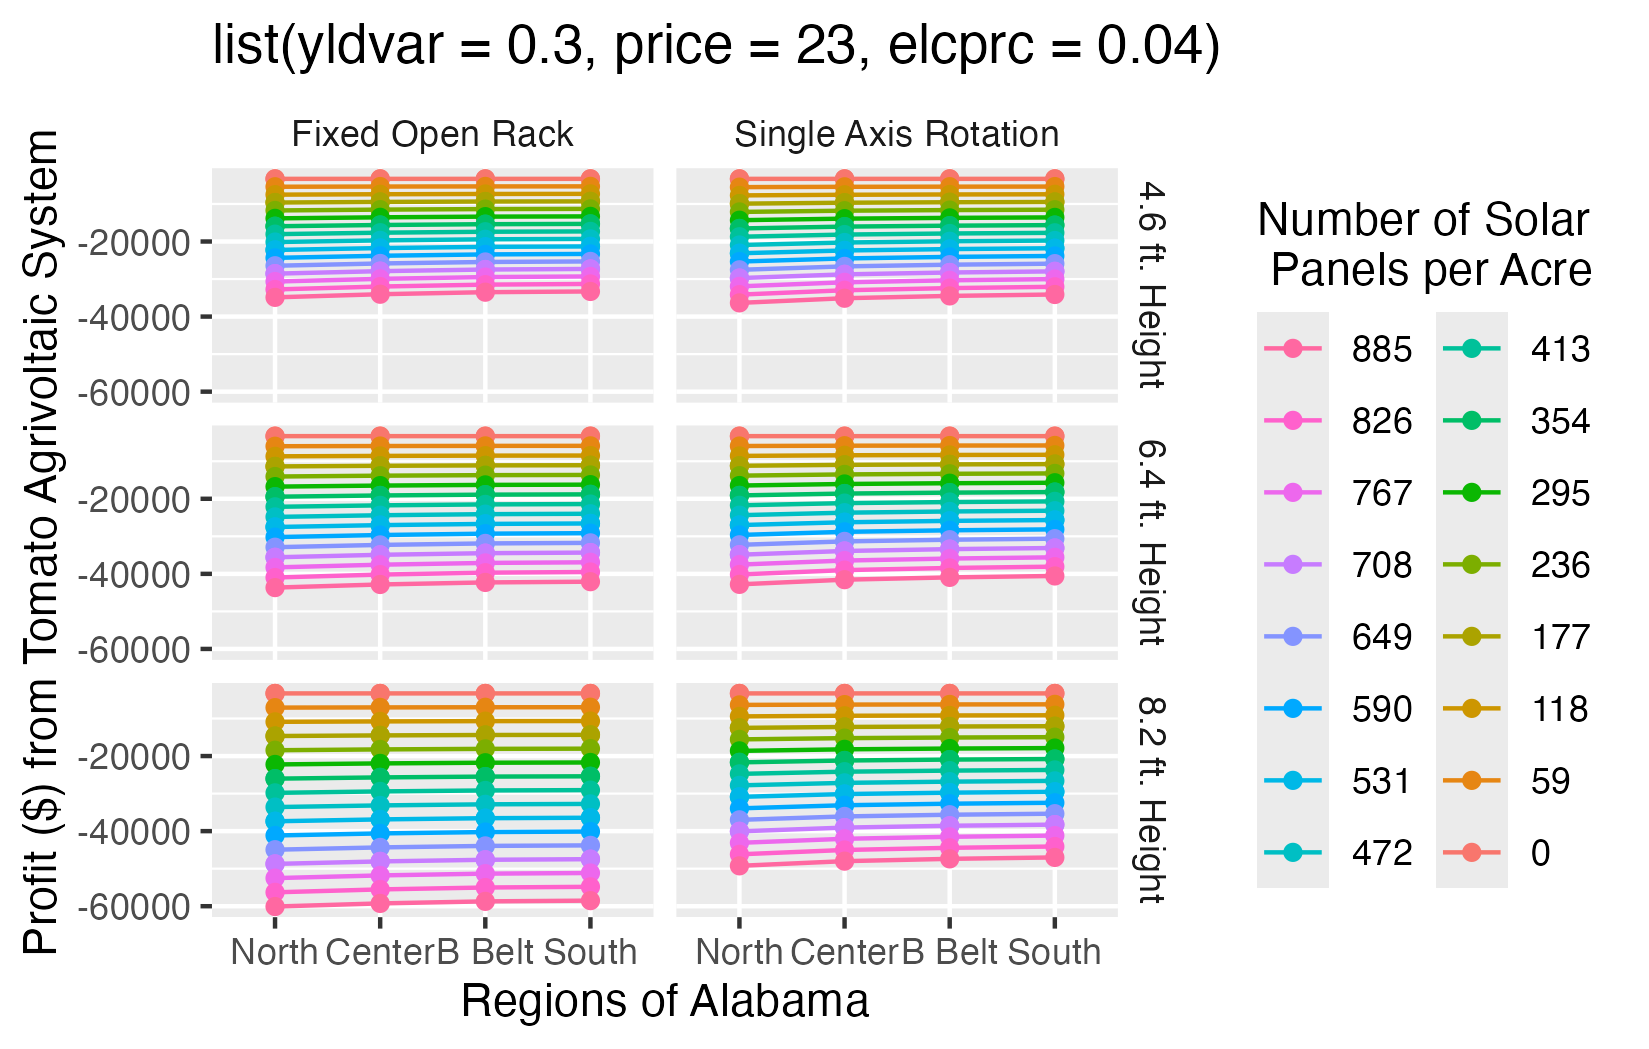 list(yldvar = 0.3, price = 23, elcprc = 0.04)
Fixed Open Rack
Single Axis Rotation
Profit ($) from Tomato Agrivoltaic System
-20000
-40000
-60000
4.6 ft. Height
-20000
-40000
-60000
6.4 ft. Height
-20000
-40000
-60000
8.2 ft. Height
North Center B Belt South
North Center B Belt South
Regions of Alabama
Number of Solar
Panels per Acre
885
826
767
708
649
590
531
472
413
354
295
236
177
118
59
0